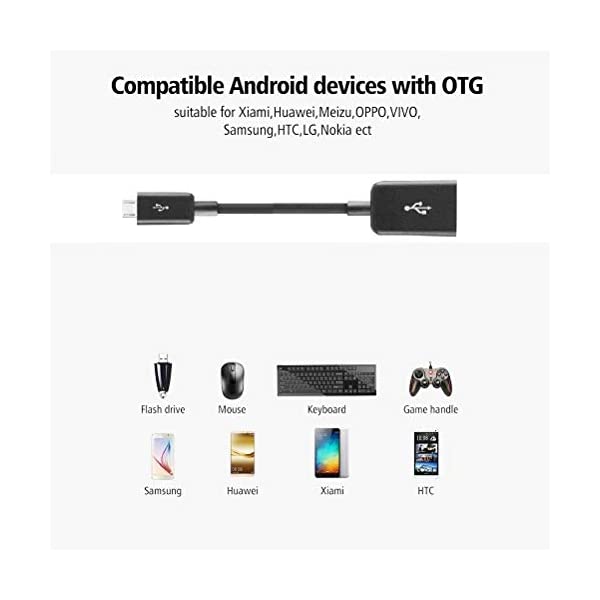 Compatible Android devices with OTG
suitable for Xiami,Huawei,Meizu,OPPO,VIVO,
Samsung,HTC,LG,Nokia ect
Flash drive
Mouse
Keyboard
Game handle
Samsung
Huawei
Xiami
HTC